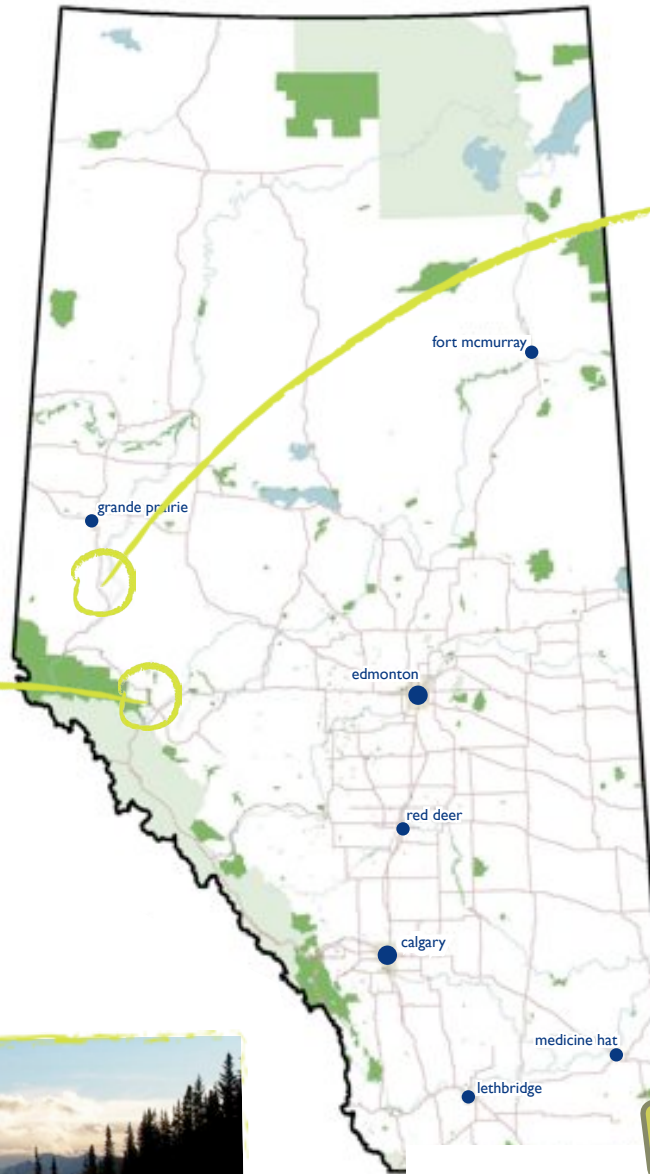 fort mcmurray
grande prairie
edmonton
red deer
calgary
medicine hat
lethbridge